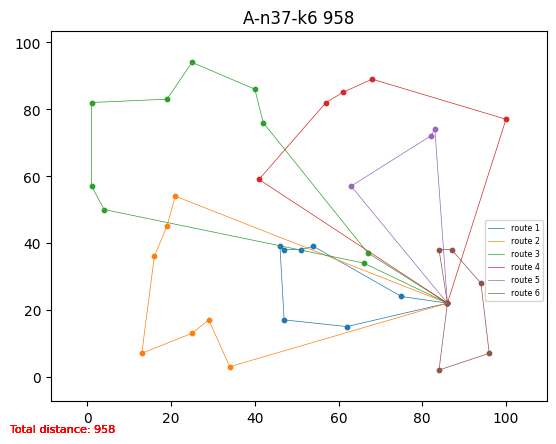 A-n37-k6 958
100
80
60
40
20
0
route 1
route 2
route 3
route 4
route 5
route 6
0 20 40 60 80 100
Total distance: 958